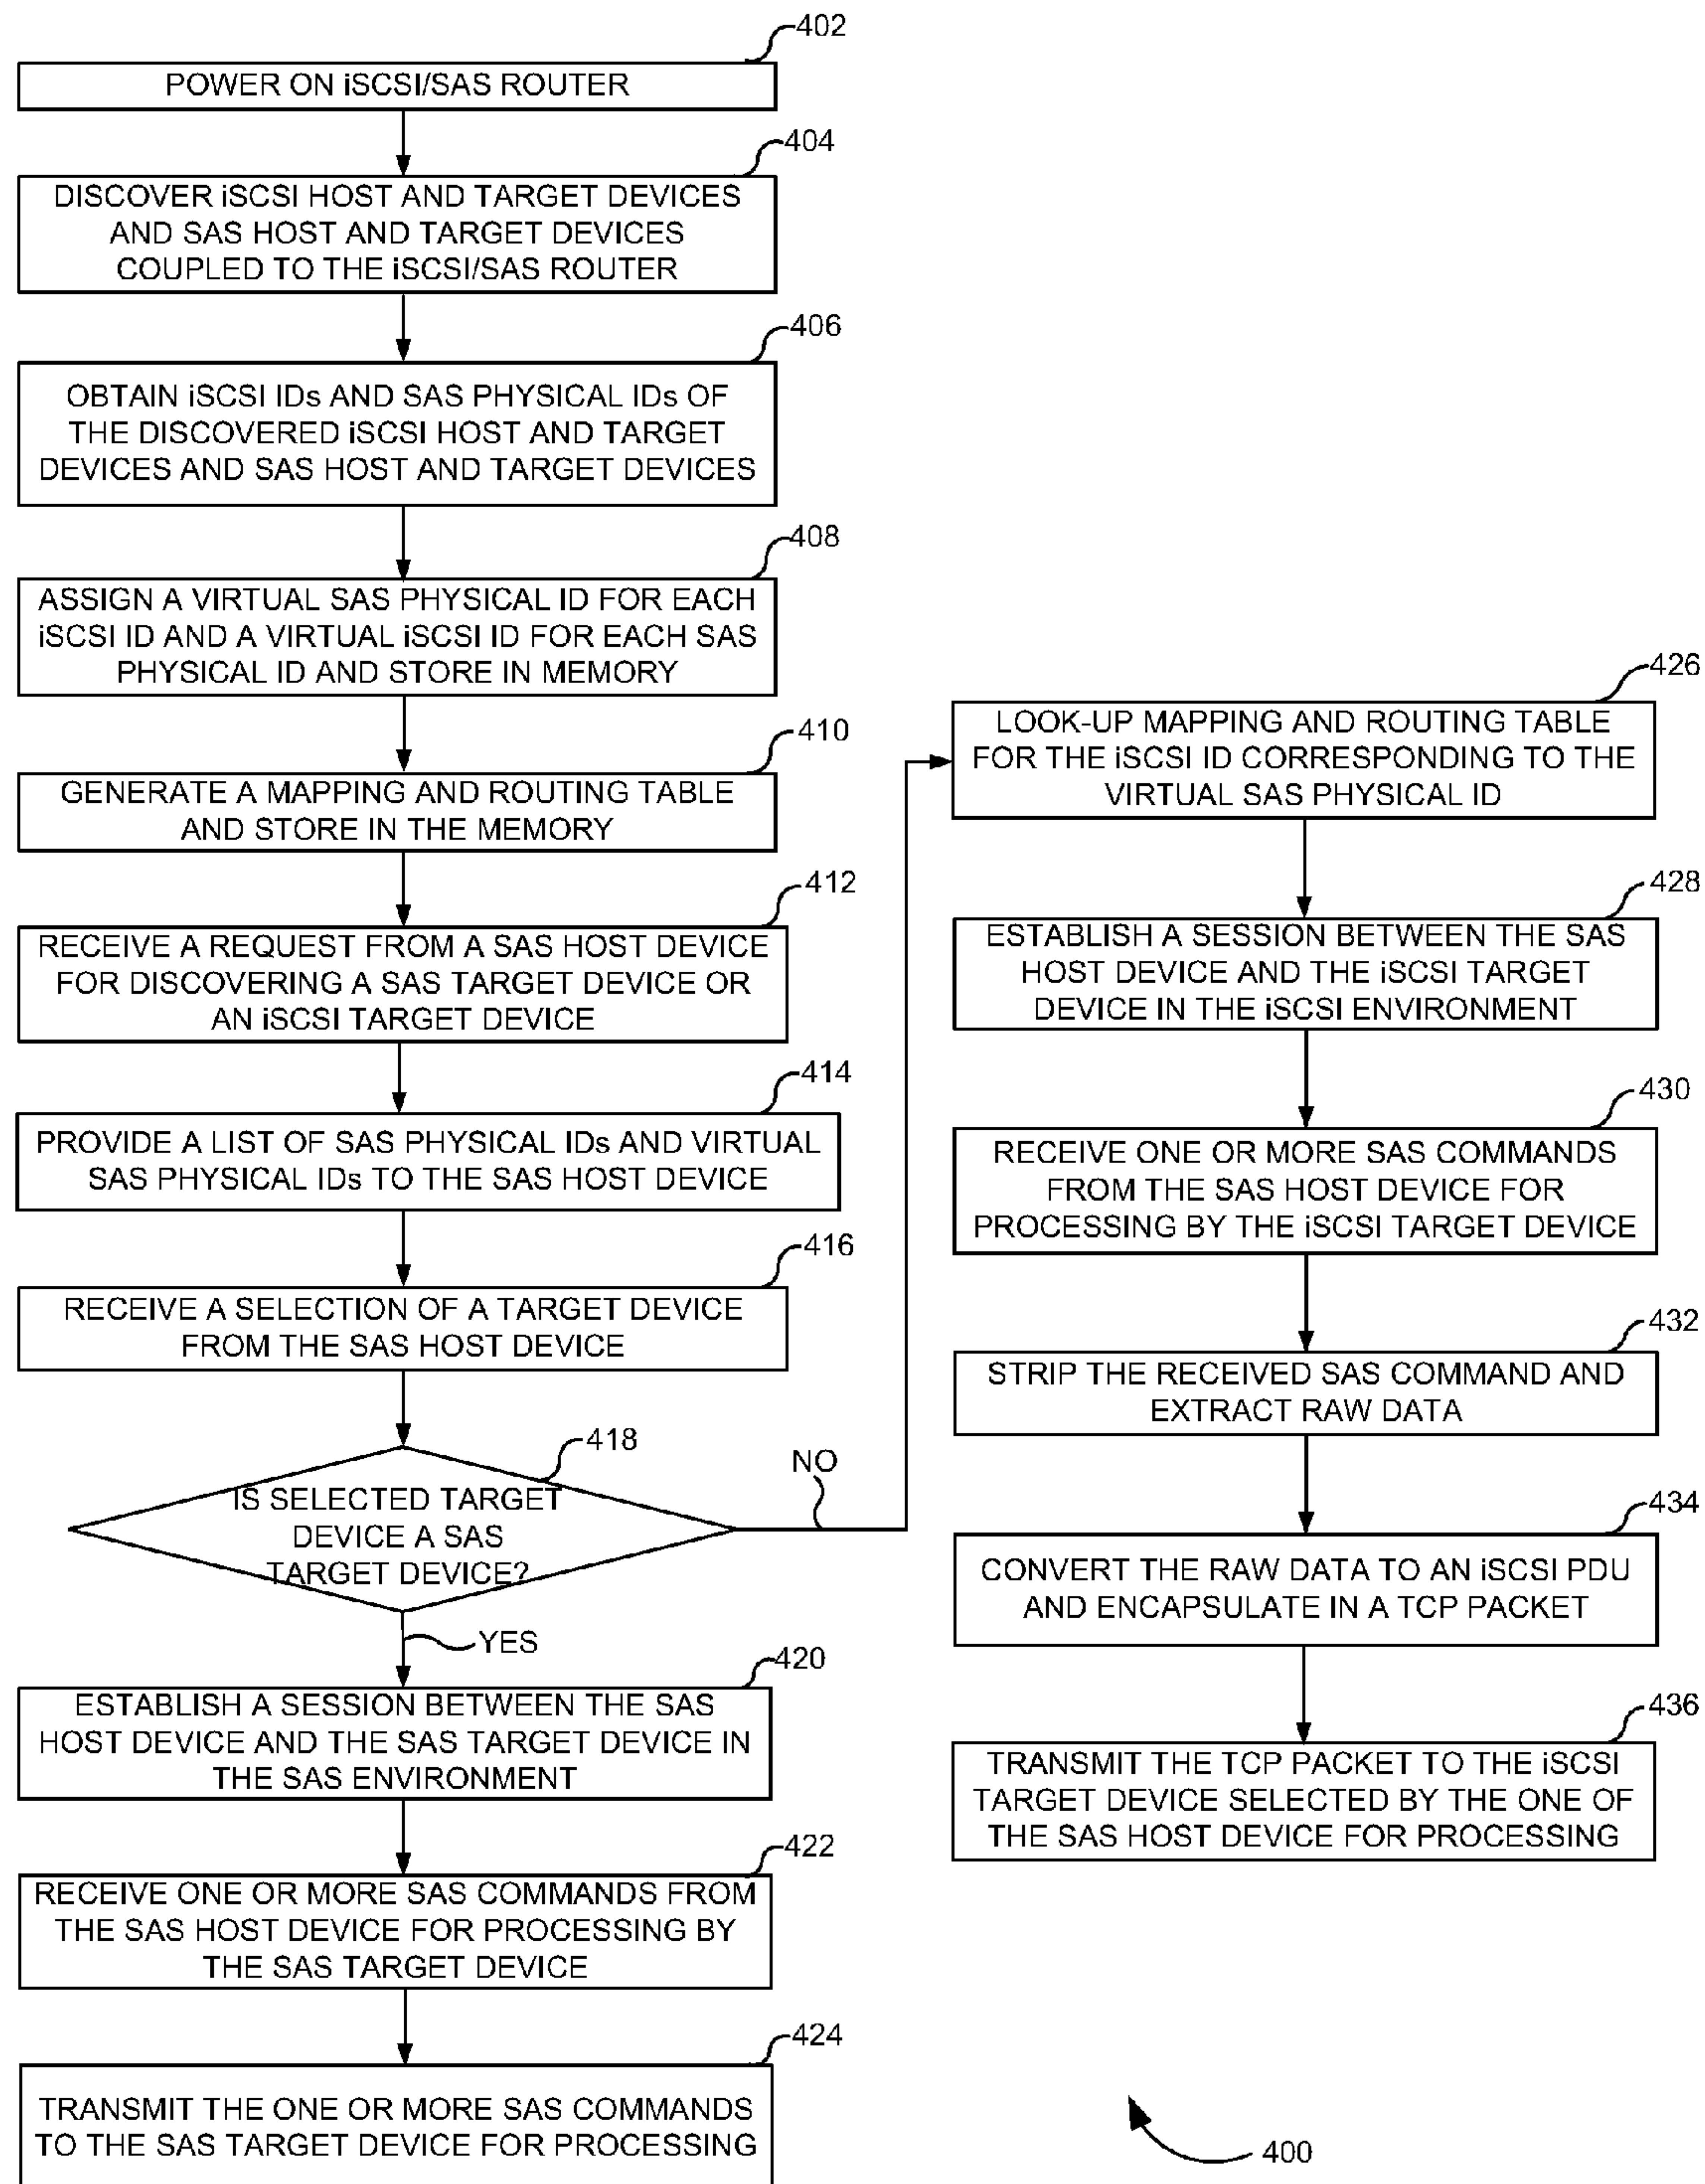 402
POWER ON iSCSI/SAS ROUTER
404
DISCOVER iSCSI HOST AND TARGET DEVICES
AND SAS HOST AND TARGET DEVICES
COUPLED TO THE iSCSI/SAS ROUTER
406
OBTAIN iSCSI IDs AND SAS PHYSICAL IDs OF
THE DISCOVERED iSCSI HOST AND TARGET
DEVICES AND SAS HOST AND TARGET DEVICES
408
ASSIGN A VIRTUAL SAS PHYSICAL ID FOR EACH
iSCSI ID AND A VIRTUAL iSCSI ID FOR EACH SAS
PHYSICAL ID AND STORE IN MEMORY
410
GENERATE A MAPPING AND ROUTING TABLE
AND STORE IN THE MEMORY
412
RECEIVE A REQUEST FROM A SAS HOST DEVICE
FOR DISCOVERING A SAS TARGET DEVICE OR
AN iSCSI TARGET DEVICE
414
PROVIDE A LIST OF SAS PHYSICAL IDs AND VIRTUAL
SAS PHYSICAL IDs TO THE SAS HOST DEVICE
416
RECEIVE A SELECTION OF A TARGET DEVICE
FROM THE SAS HOST DEVICE
418
IS SELECTED TARGET
DEVICE A SAS
TARGET DEVICE?
NO
YES
420
ESTABLISH A SESSION BETWEEN THE SAS
HOST DEVICE AND THE SAS TARGET DEVICE IN
THE SAS ENVIRONMENT
422
RECEIVE ONE OR MORE SAS COMMANDS FROM
THE SAS HOST DEVICE FOR PROCESSING BY
THE SAS TARGET DEVICE
424
TRANSMIT THE ONE OR MORE SAS COMMANDS
TO THE SAS TARGET DEVICE FOR PROCESSING
426
LOOK-UP MAPPING AND ROUTING TABLE
FOR THE iSCSI ID CORRESPONDING TO THE
VIRTUAL SAS PHYSICAL ID
428
ESTABLISH A SESSION BETWEEN THE SAS
HOST DEVICE AND THE iSCSI TARGET
DEVICE IN THE iSCSI ENVIRONMENT
430
RECEIVE ONE OR MORE SAS COMMANDS
FROM THE SAS HOST DEVICE FOR
PROCESSING BY THE iSCSI TARGET DEVICE
432
STRIP THE RECEIVED SAS COMMAND AND
EXTRACT RAW DATA
434
CONVERT THE RAW DATA TO AN iSCSI PDU
AND ENCAPSULATE IN A TCP PACKET
436
TRANSMIT THE TCP PACKET TO THE iSCSI
TARGET DEVICE SELECTED BY THE ONE OF
THE SAS HOST DEVICE FOR PROCESSING
400